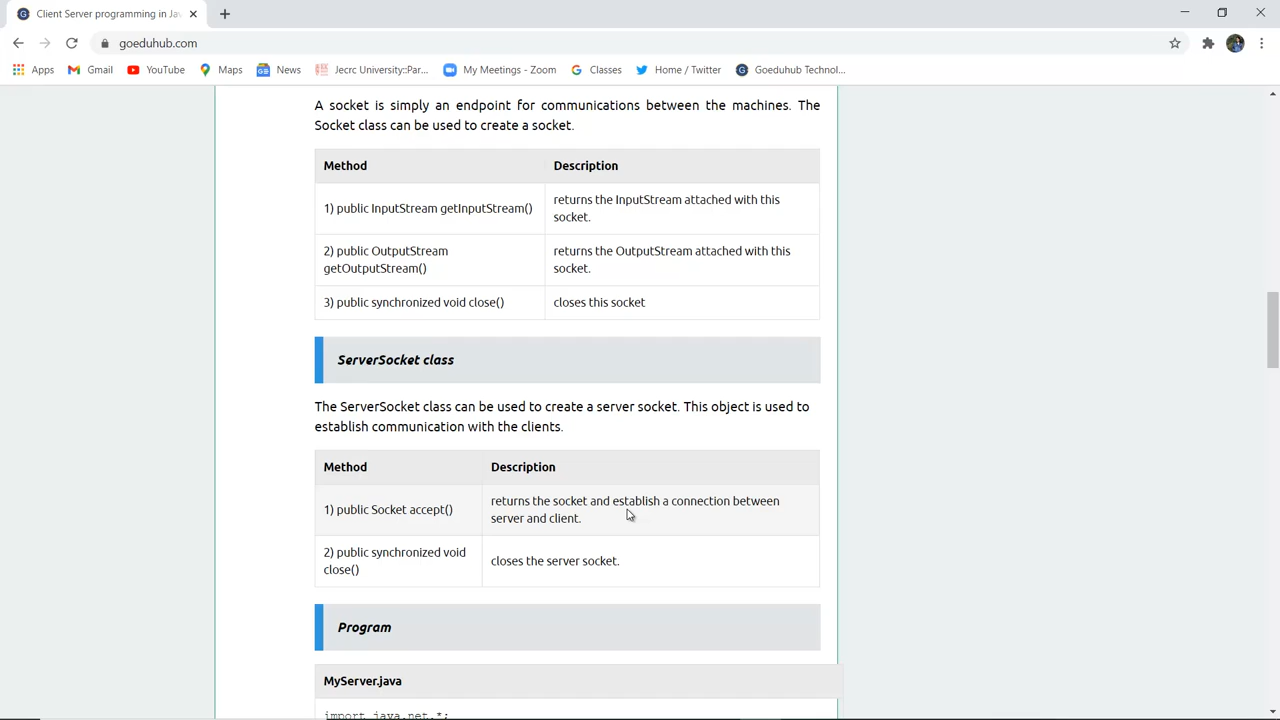 Client Server programming in Jav
goeduhub.com
Apps
Gmail
YouTube
Maps
News
Jecrc University::Par...
My Meetings - Zoom
Classes
Home / Twitter
Goeduhub Technol...
A socket is simply an endpoint for communications between the machines. The
Socket class can be used to create a socket.
Method Description
1) public InputStream getInputStream()
returns the InputStream attached with this
socket.
2) public OutputStream
getOutputStream()
returns the OutputStream attached with this
socket.
3) public synchronized void close()
closes this socket
ServerSocket class
The ServerSocket class can be used to create a server socket. This object is used to
establish communication with the clients.
Method Description
1) public Socket accept()
returns the socket and establish a connection between
server and client.
2) public synchronized void
close()
closes the server socket.
Program
MyServer.java
import java.net.*;